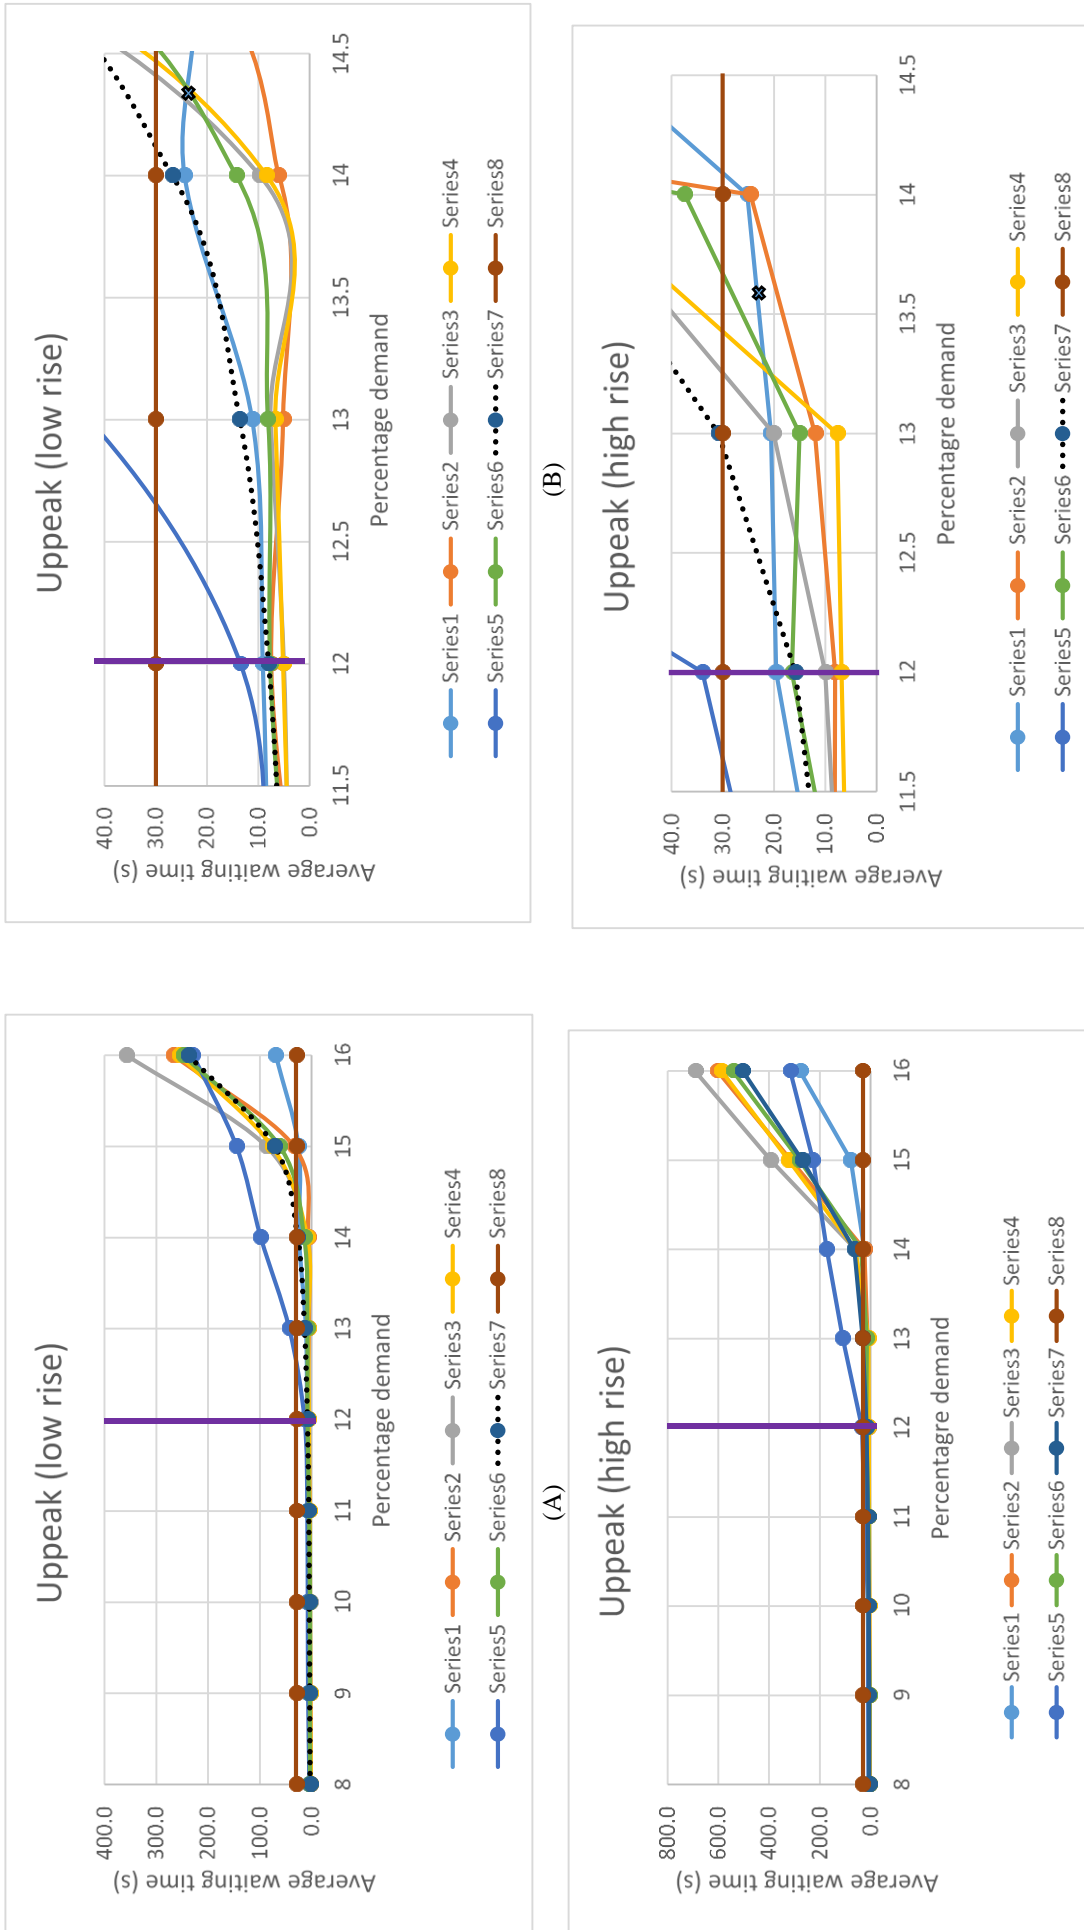 Uppeak (low rise)
Average waiting time (s)
400.0
300.0
200.0
100.0
0.0
8 9 10 11 12 13 14 15 16
Percentage demand
Series1 Series2 Series3 Series4
Series5 Series6 Series7 Series8
(A)
Uppeak (low rise)
Average waiting time (s)
40.0
30.0
20.0
10.0
0.0
11.5 12 12.5 13 13.5 14 14.5
Percentage demand
Series1 Series2 Series3 Series4
Series5 Series6 Series7 Series8
(B)
Uppeak (high rise)
Average waiting time (s)
800.0
600.0
400.0
200.0
0.0
8 9 10 11 12 13 14 15 16
Percentagre demand
Series1 Series2 Series3 Series4
Series5 Series6 Series7 Series8
Uppeak (high rise)
Average waiting time (s)
40.0
30.0
20.0
10.0
0.0
11.5 12 12.5 13 13.5 14 14.5
Percentagre demand
Series1 Series2 Series3 Series4
Series5 Series6 Series7 Series8